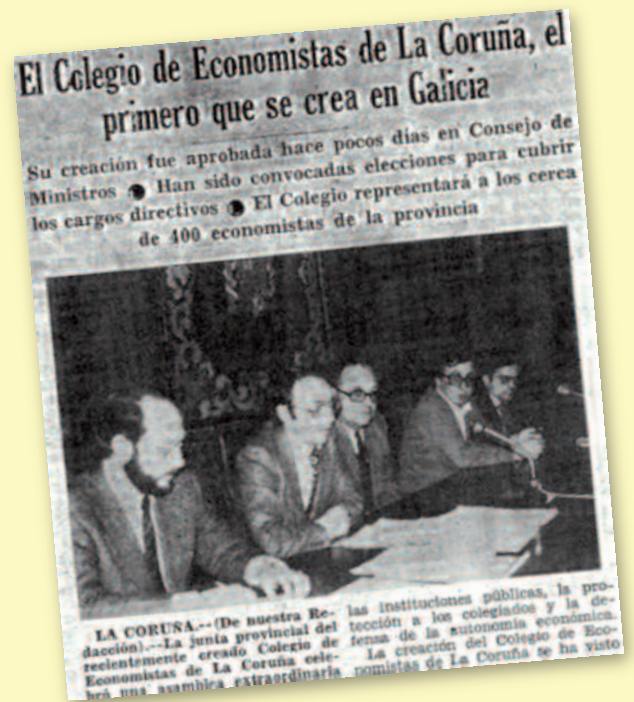 El Colegio de Economistas de La Coruña, el
primero que se crea en Galicia
Su creación fue aprobada hace pocos días en Consejo de
Ministros ● Han sido convocadas elecciones para cubrir
los cargos directivos ● El Colegio representará a los cerca
de 400 economistas de la provincia
LA CORUÑA.--(De nuestra Re-
dacción).--La junta provincial del
recientemente creado Colegio de
Economistas de La Coruña cele-
bró una asamblea extraordinaria
las instituciones públicas, la pro-
tección a los colegiados y la de-
fensa de la autonomía económica.
La creación del Colegio de Eco-
nomistas de La Coruña se ha visto